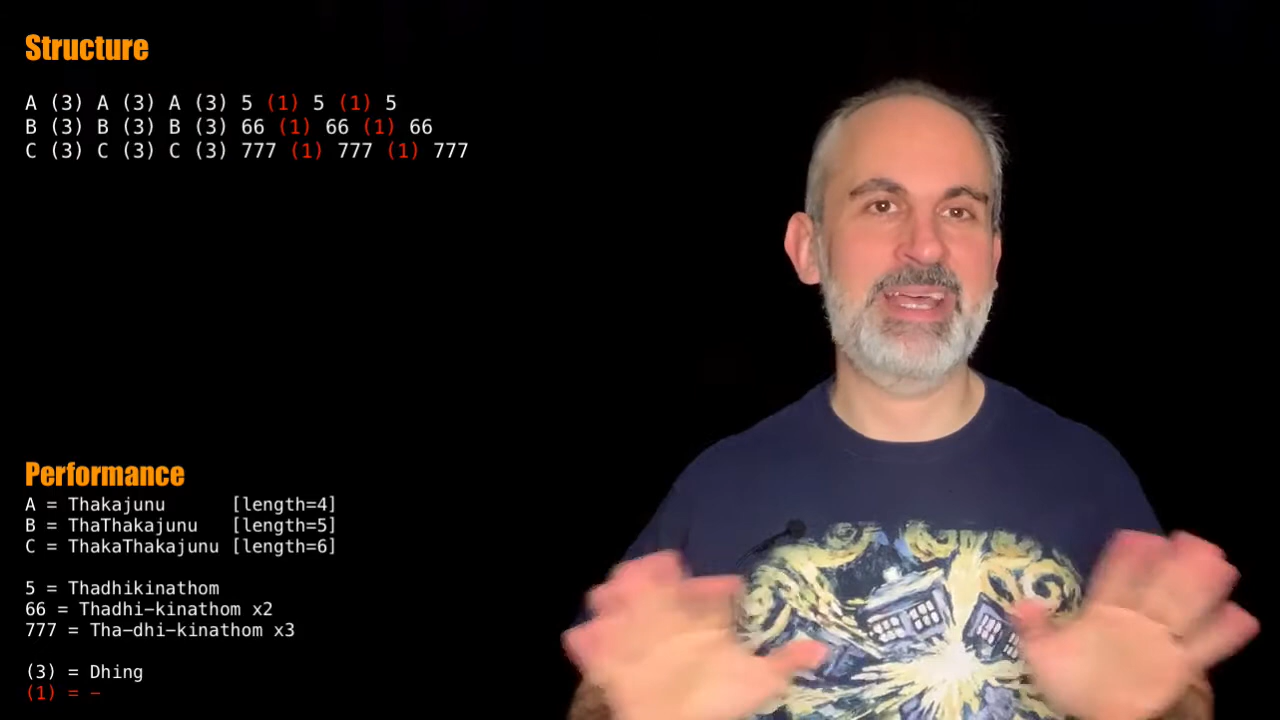 Structure
A (3) A (3) A (3) 5 (1) 5 (1) 5
B (3) B (3) B (3) 66 (1) 66 (1) 66
C (3) C (3) C (3) 777 (1) 777 (1) 777
Performance
A = Thakajunu [length=4]
B = ThaThakajunu [length=5]
C = ThakaThakajunu [length=6]
5 = Thadhikinathom
66 = Thadhi-kinathom x2
777 = Tha-dhi-kinathom x3
(3) = Dhing
(1) = -